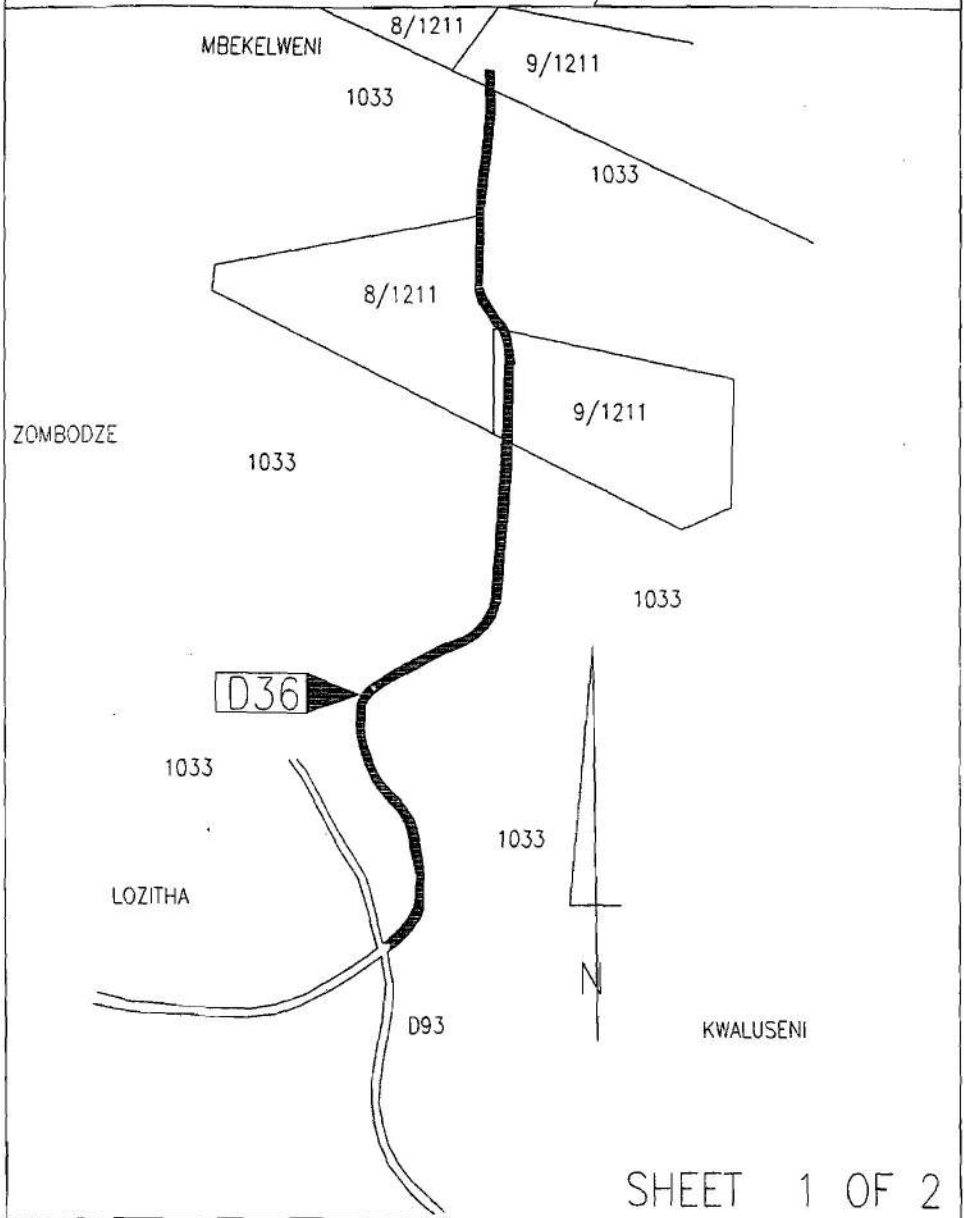 8/1211
MBEKELWENI
9/1211
1033
1033
8/1211
9/1211
ZOMBODZE
1033
1033
D36
1033
1033
LOZITHA
N
D93
KWALUSENI
SHEET 1 OF 2